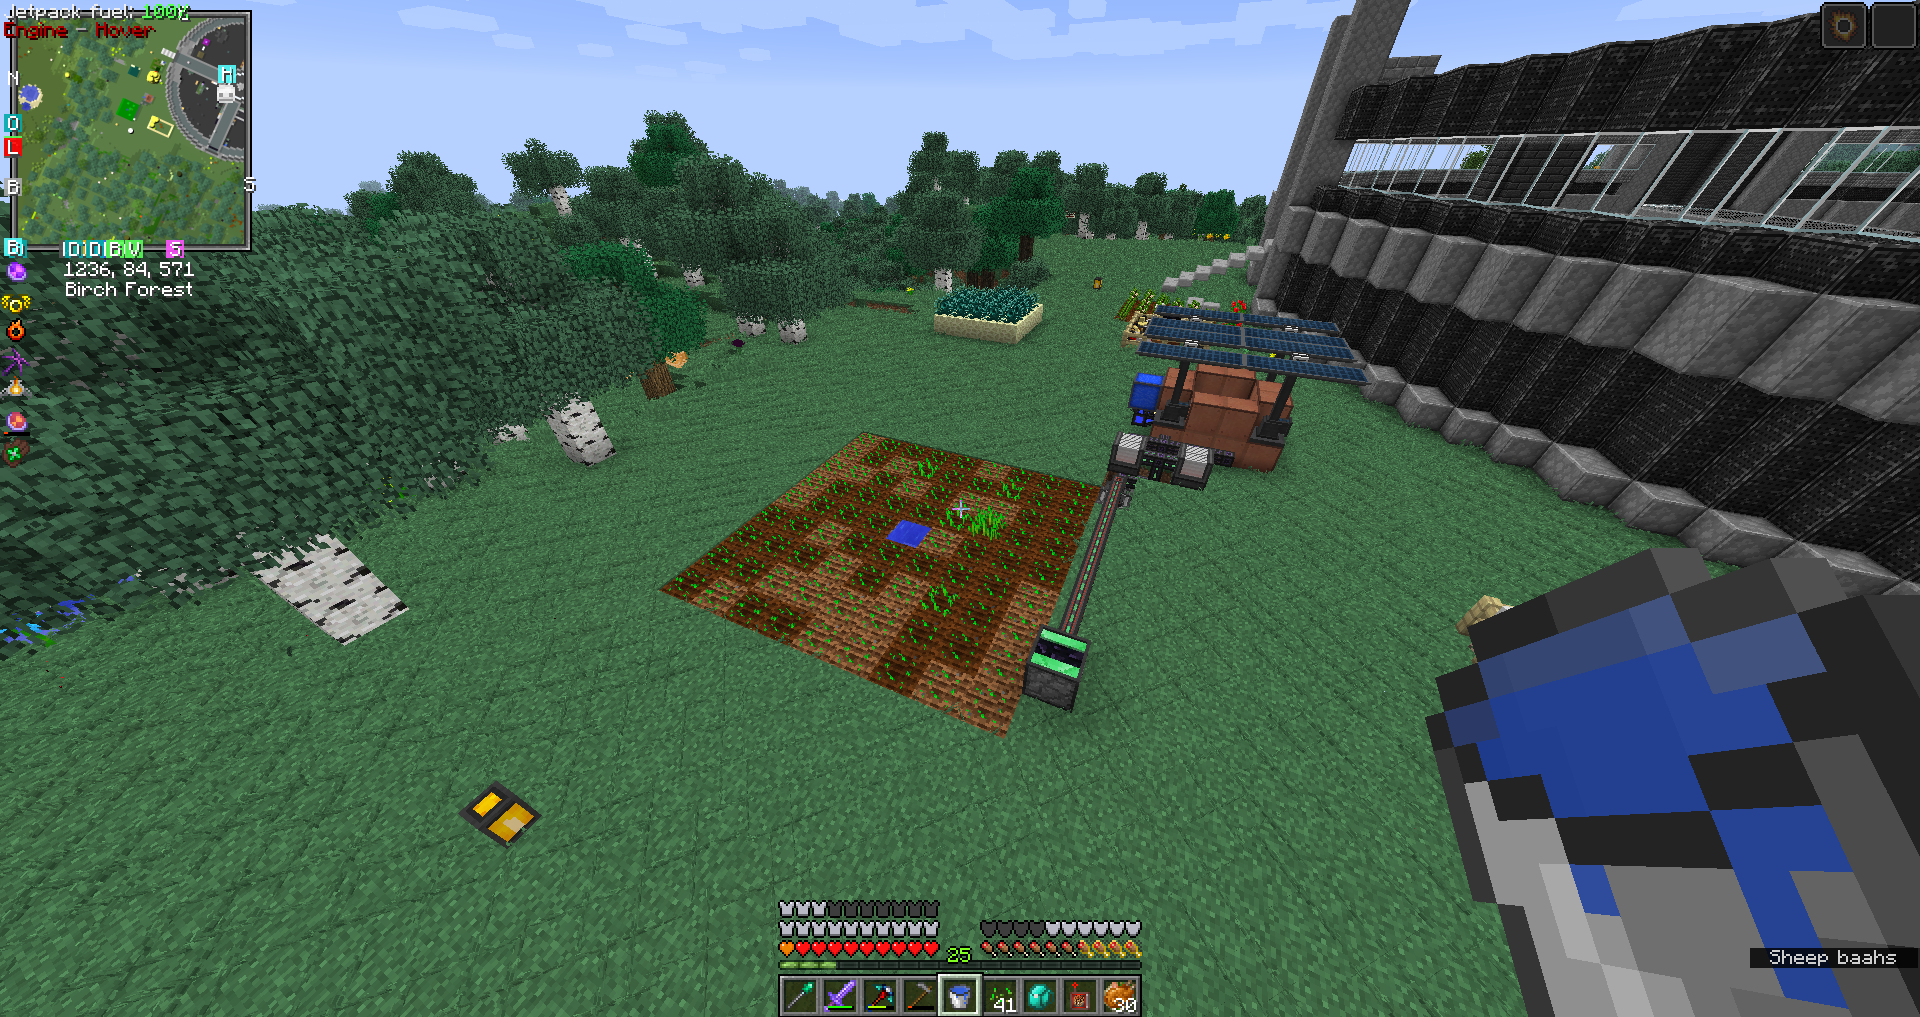 Jetpack fuel: 100%
Engine - Hover
N
H
O
L
B
S
B
D D B V S
1236, 84, 571
Birch Forest
Sheep baahs
25
41
30